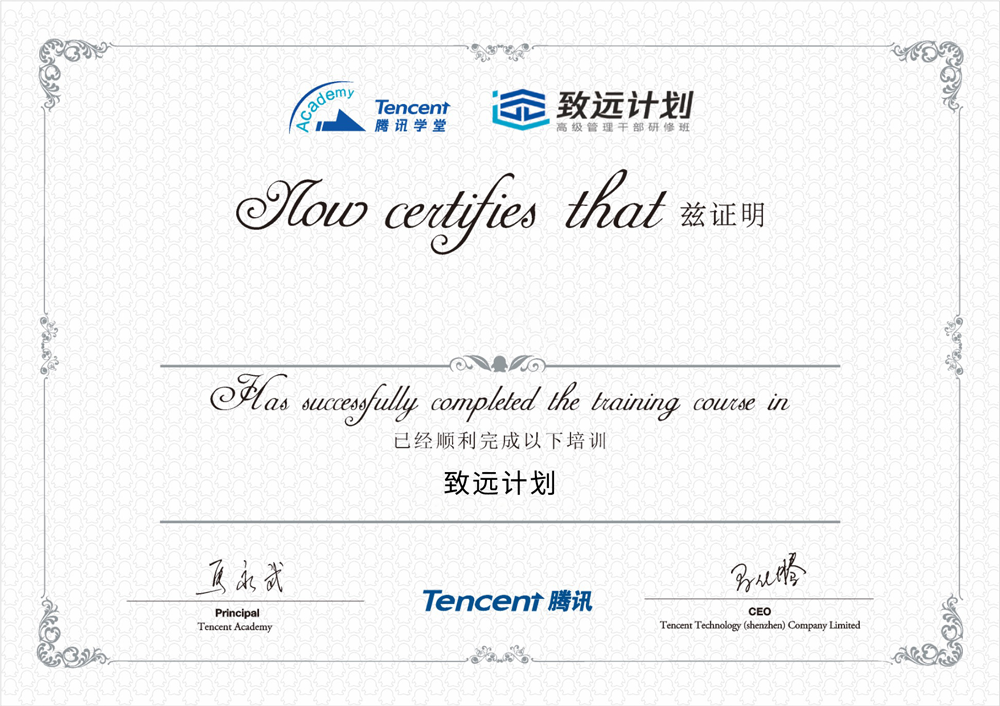 Academy
Tencent
腾讯学堂
致远计划
高级管理干部研修班
Now certifies that 兹证明
Has successfully completed the training course in
已经顺利完成以下培训
致远计划
马永武
马化腾
Principal
Tencent Academy
Tencent 腾讯
CEO
Tencent Technology (shenzhen) Company Limited